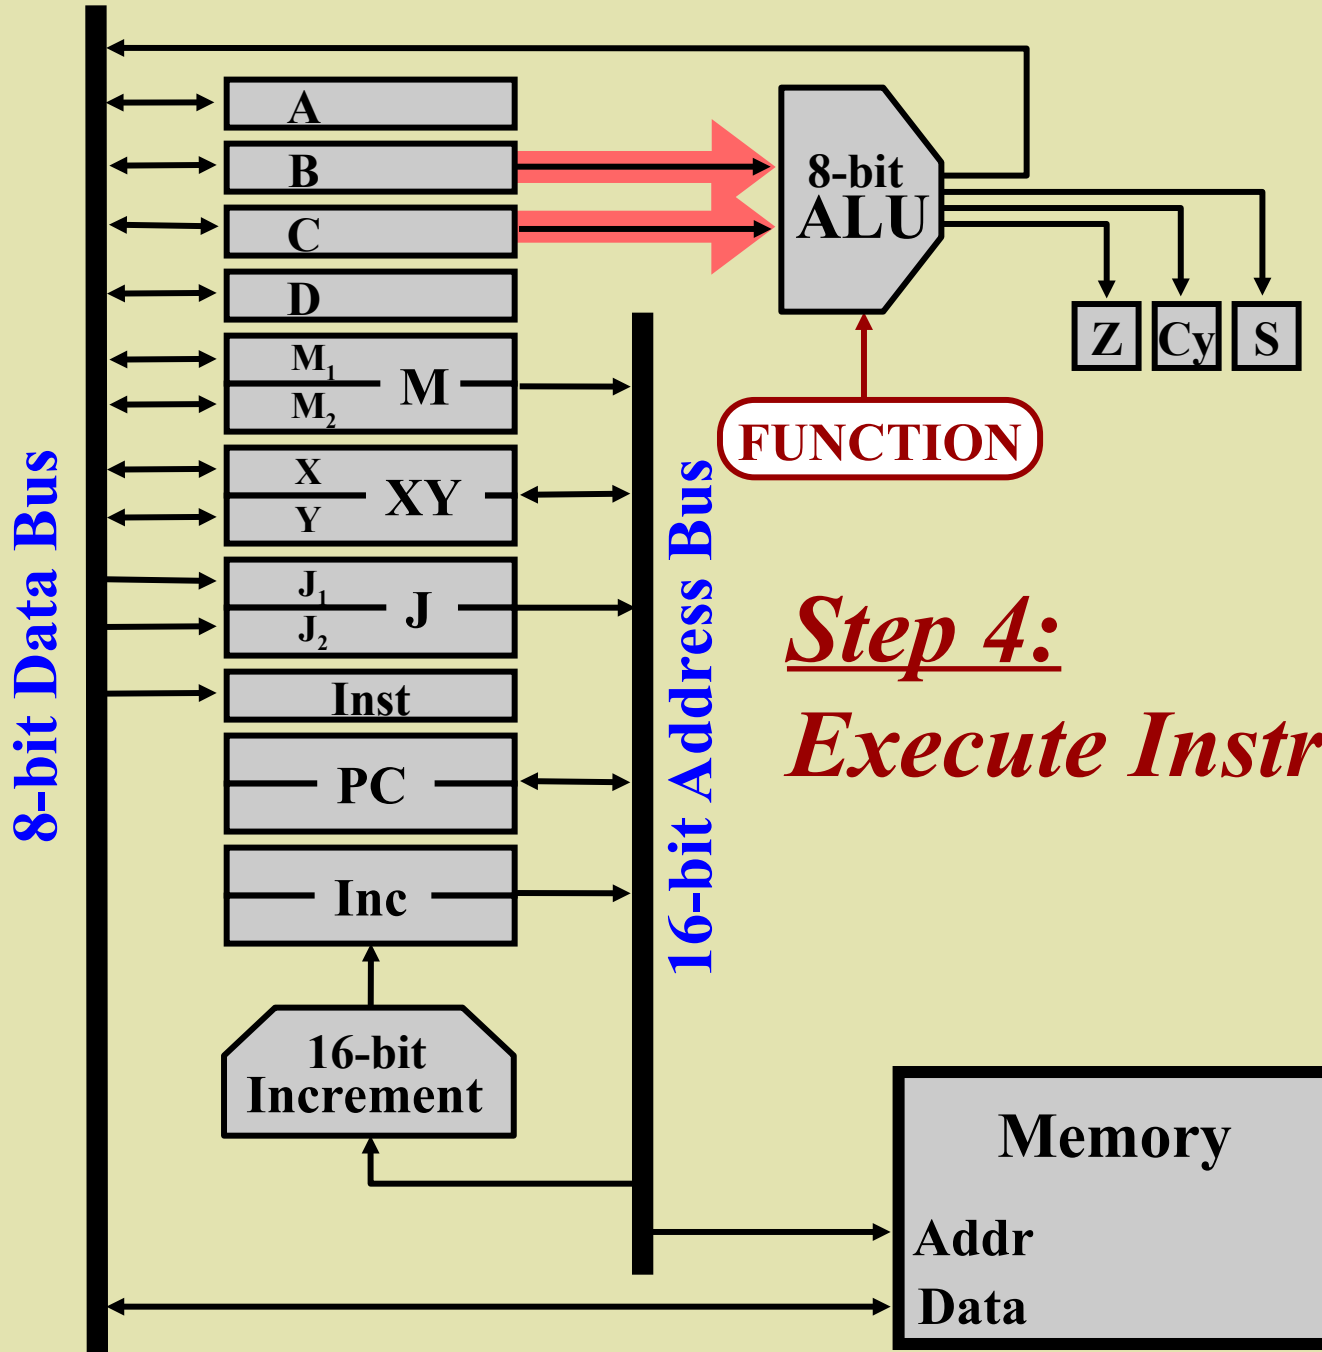 A
B
C
D
M₁
M₂
M
X
Y
XY
J₁
J₂
J
Inst
PC
Inc
16-bit
Increment
8-bit Data Bus
16-bit Address Bus
8-bit
ALU
Z
Cy
S
FUNCTION
Step 4:
Execute Instr
Memory
Addr
Data